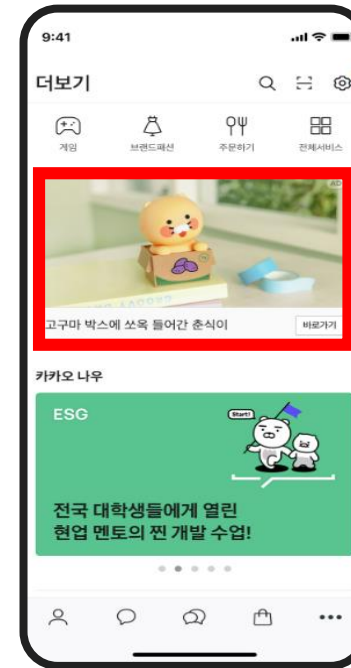 9:41
더보기
게임 브랜드패션 주문하기 전체서비스
AD
고구마 박스에 쏘옥 들어간 춘식이 바로가기
카카오 나우
ESG
Start!
전국 대학생들에게 열린
현업 멘토의 찐 개발 수업!